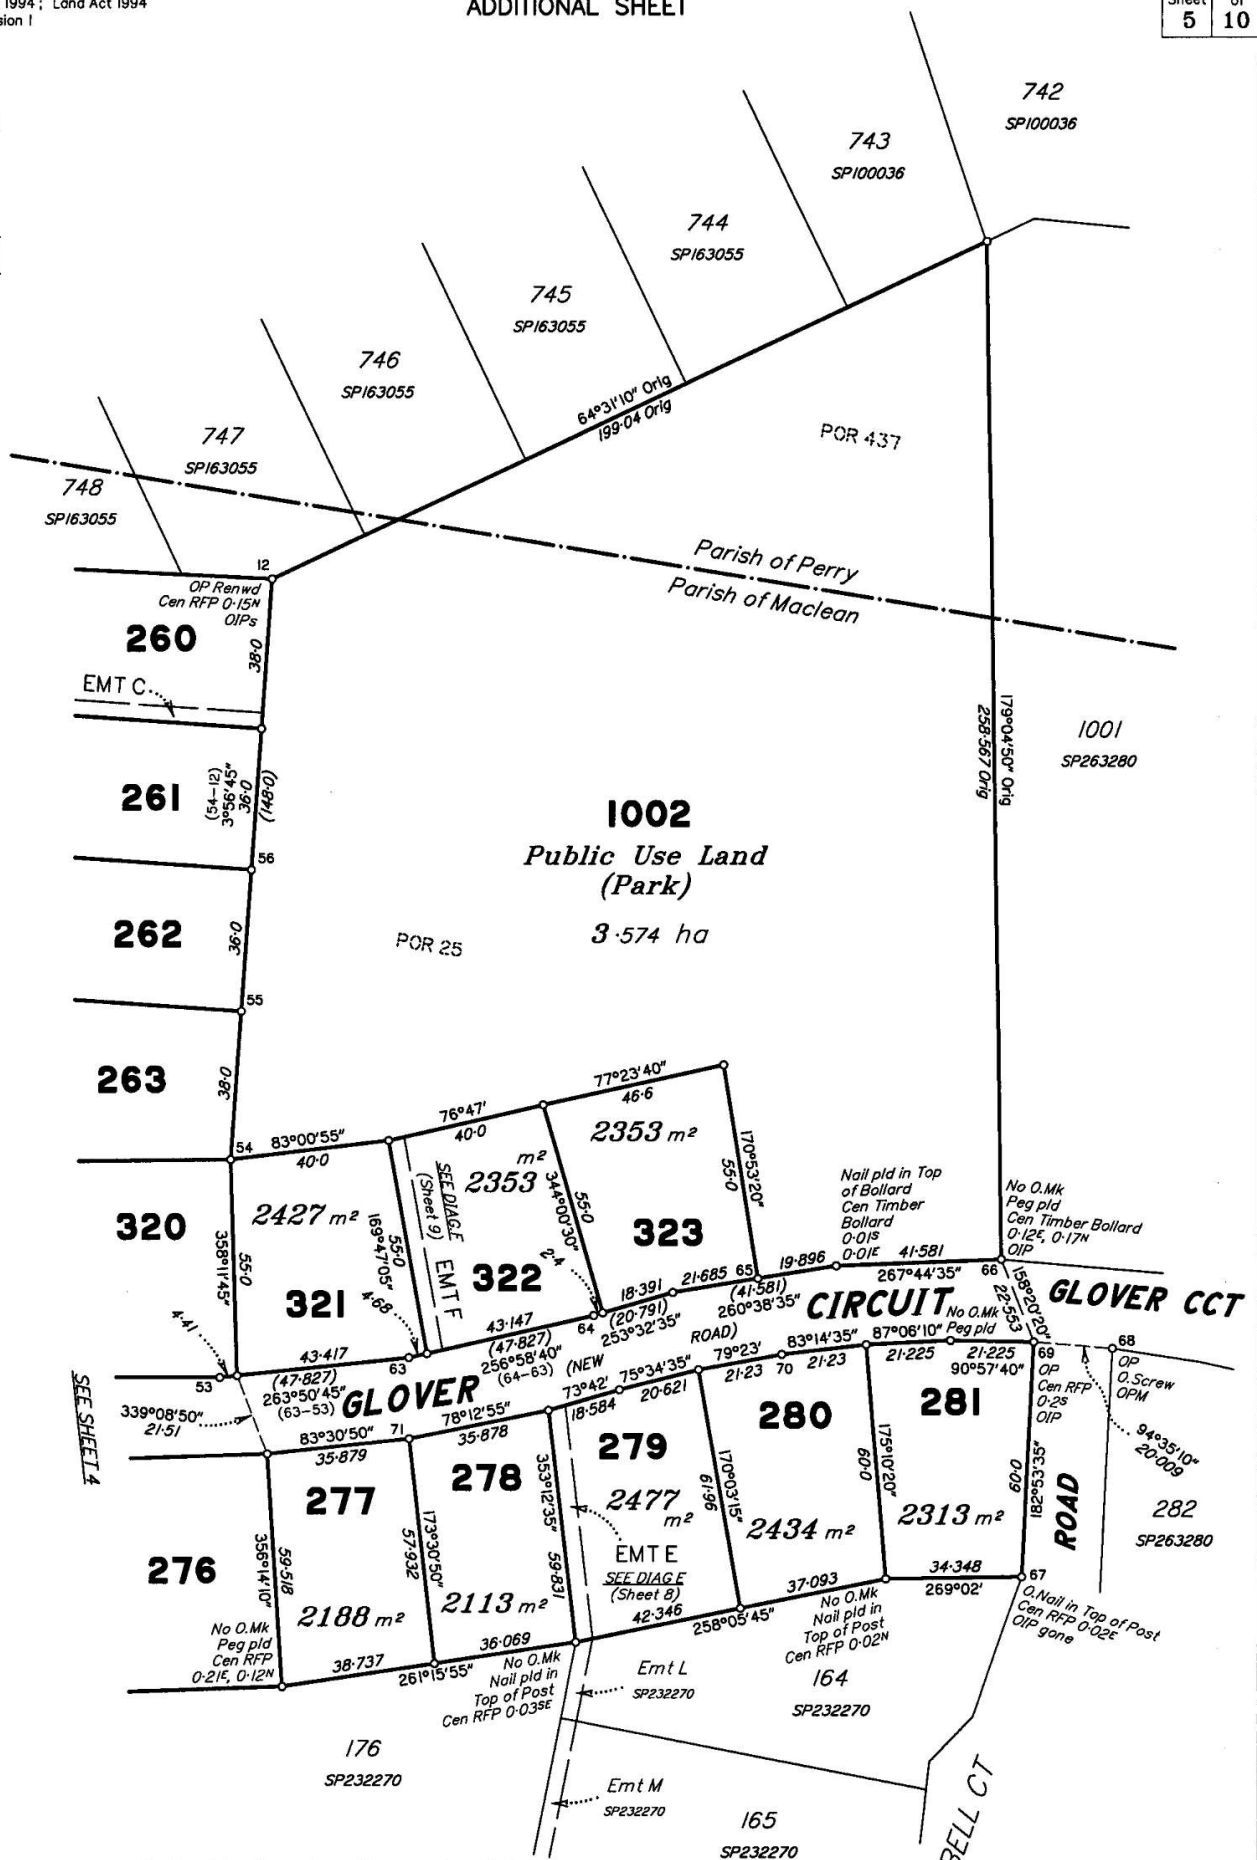 1994; Land Act 1994
sion 1
ADDITIONAL SHEET
Sheet of
5 10
742
SP100036
743
SP100036
744
SP163055
745
SP163055
746
SP163055
747
SP163055
748
SP163055
64°31'10" Orig
199·04 Orig
POR 437
Parish of Perry
Parish of Maclean
12
OP Renwd
Cen RFP 0·15N
OIPs
260
38·0
EMT C
261
(54-12)
3°56'45"
36·0
(148·0)
56
262
36·0
55
263
38·0
179°04'50" Orig
258·567 Orig
1001
SP263280
1002
Public Use Land
(Park)
3·574 ha
POR 25
54
83°00'55"
40·0
76°47'
40·0
77°23'40"
46·6
320
358°11'45"
55·0
2427 m²
321
169°47'05"
55·0
4·68
SEE DIAG.F
(Sheet 9)
EMT F
m²
2353
322
344°00'30"
55·0
2·4
2353 m²
323
170°53'20"
55·0
Nail pld in Top
of Bollard
Cen Timber
Bollard
0·01S
0·01E
No O.Mk
Peg pld
Cen Timber Bollard
0·12E, 0·17N
OIP
4·41
53
43·417
(47·827)
263°50'45"
(63-53)
63
43·147
(47·827)
256°58'40"
(64-63)
64
18·391
(20·791)
253°32'35"
21·685
65
(41·581)
260°38'35"
19·896
41·581
267°44'35"
66
158°20'20"
22·553
GLOVER
(NEW
ROAD)
CIRCUIT
GLOVER CCT
SEE SHEET 4
339°08'50"
21·51
83°30'50"
35·879
71
78°12'55"
35·878
73°42'
18·584
75°34'35"
20·621
79°23'
21·23
70
83°14'35"
21·23
87°06'10"
21·225
No O.Mk
Peg pld
21·225
90°57'40"
69
OP
Cen RFP
0·2S
OIP
68
OP
O.Screw
OPM
94°35'10"
20·009
276
356°14'10"
59·518
277
2188 m²
173°30'50"
57·932
278
2113 m²
353°12'35"
59·831
279
2477
m²
EMT E
SEE DIAG E
(Sheet 8)
170°03'15"
61·96
280
2434 m²
175°10'20"
60·0
281
2313 m²
182°53'35"
60·0
ROAD
282
SP263280
No O.Mk
Peg pld
Cen RFP
0·21E, 0·12N
38·737
261°15'55"
36·069
No O.Mk
Nail pld in
Top of Post
Cen RFP 0·03SE
42·346
258°05'45"
37·093
No O.Mk
Nail pld in
Top of Post
Cen RFP 0·02N
34·348
269°02'
67
O.Nail in Top of Post
Cen RFP 0·02E
OIP gone
Emt L
SP232270
164
SP232270
176
SP232270
Emt M
SP232270
165
SP232270
BELL CT